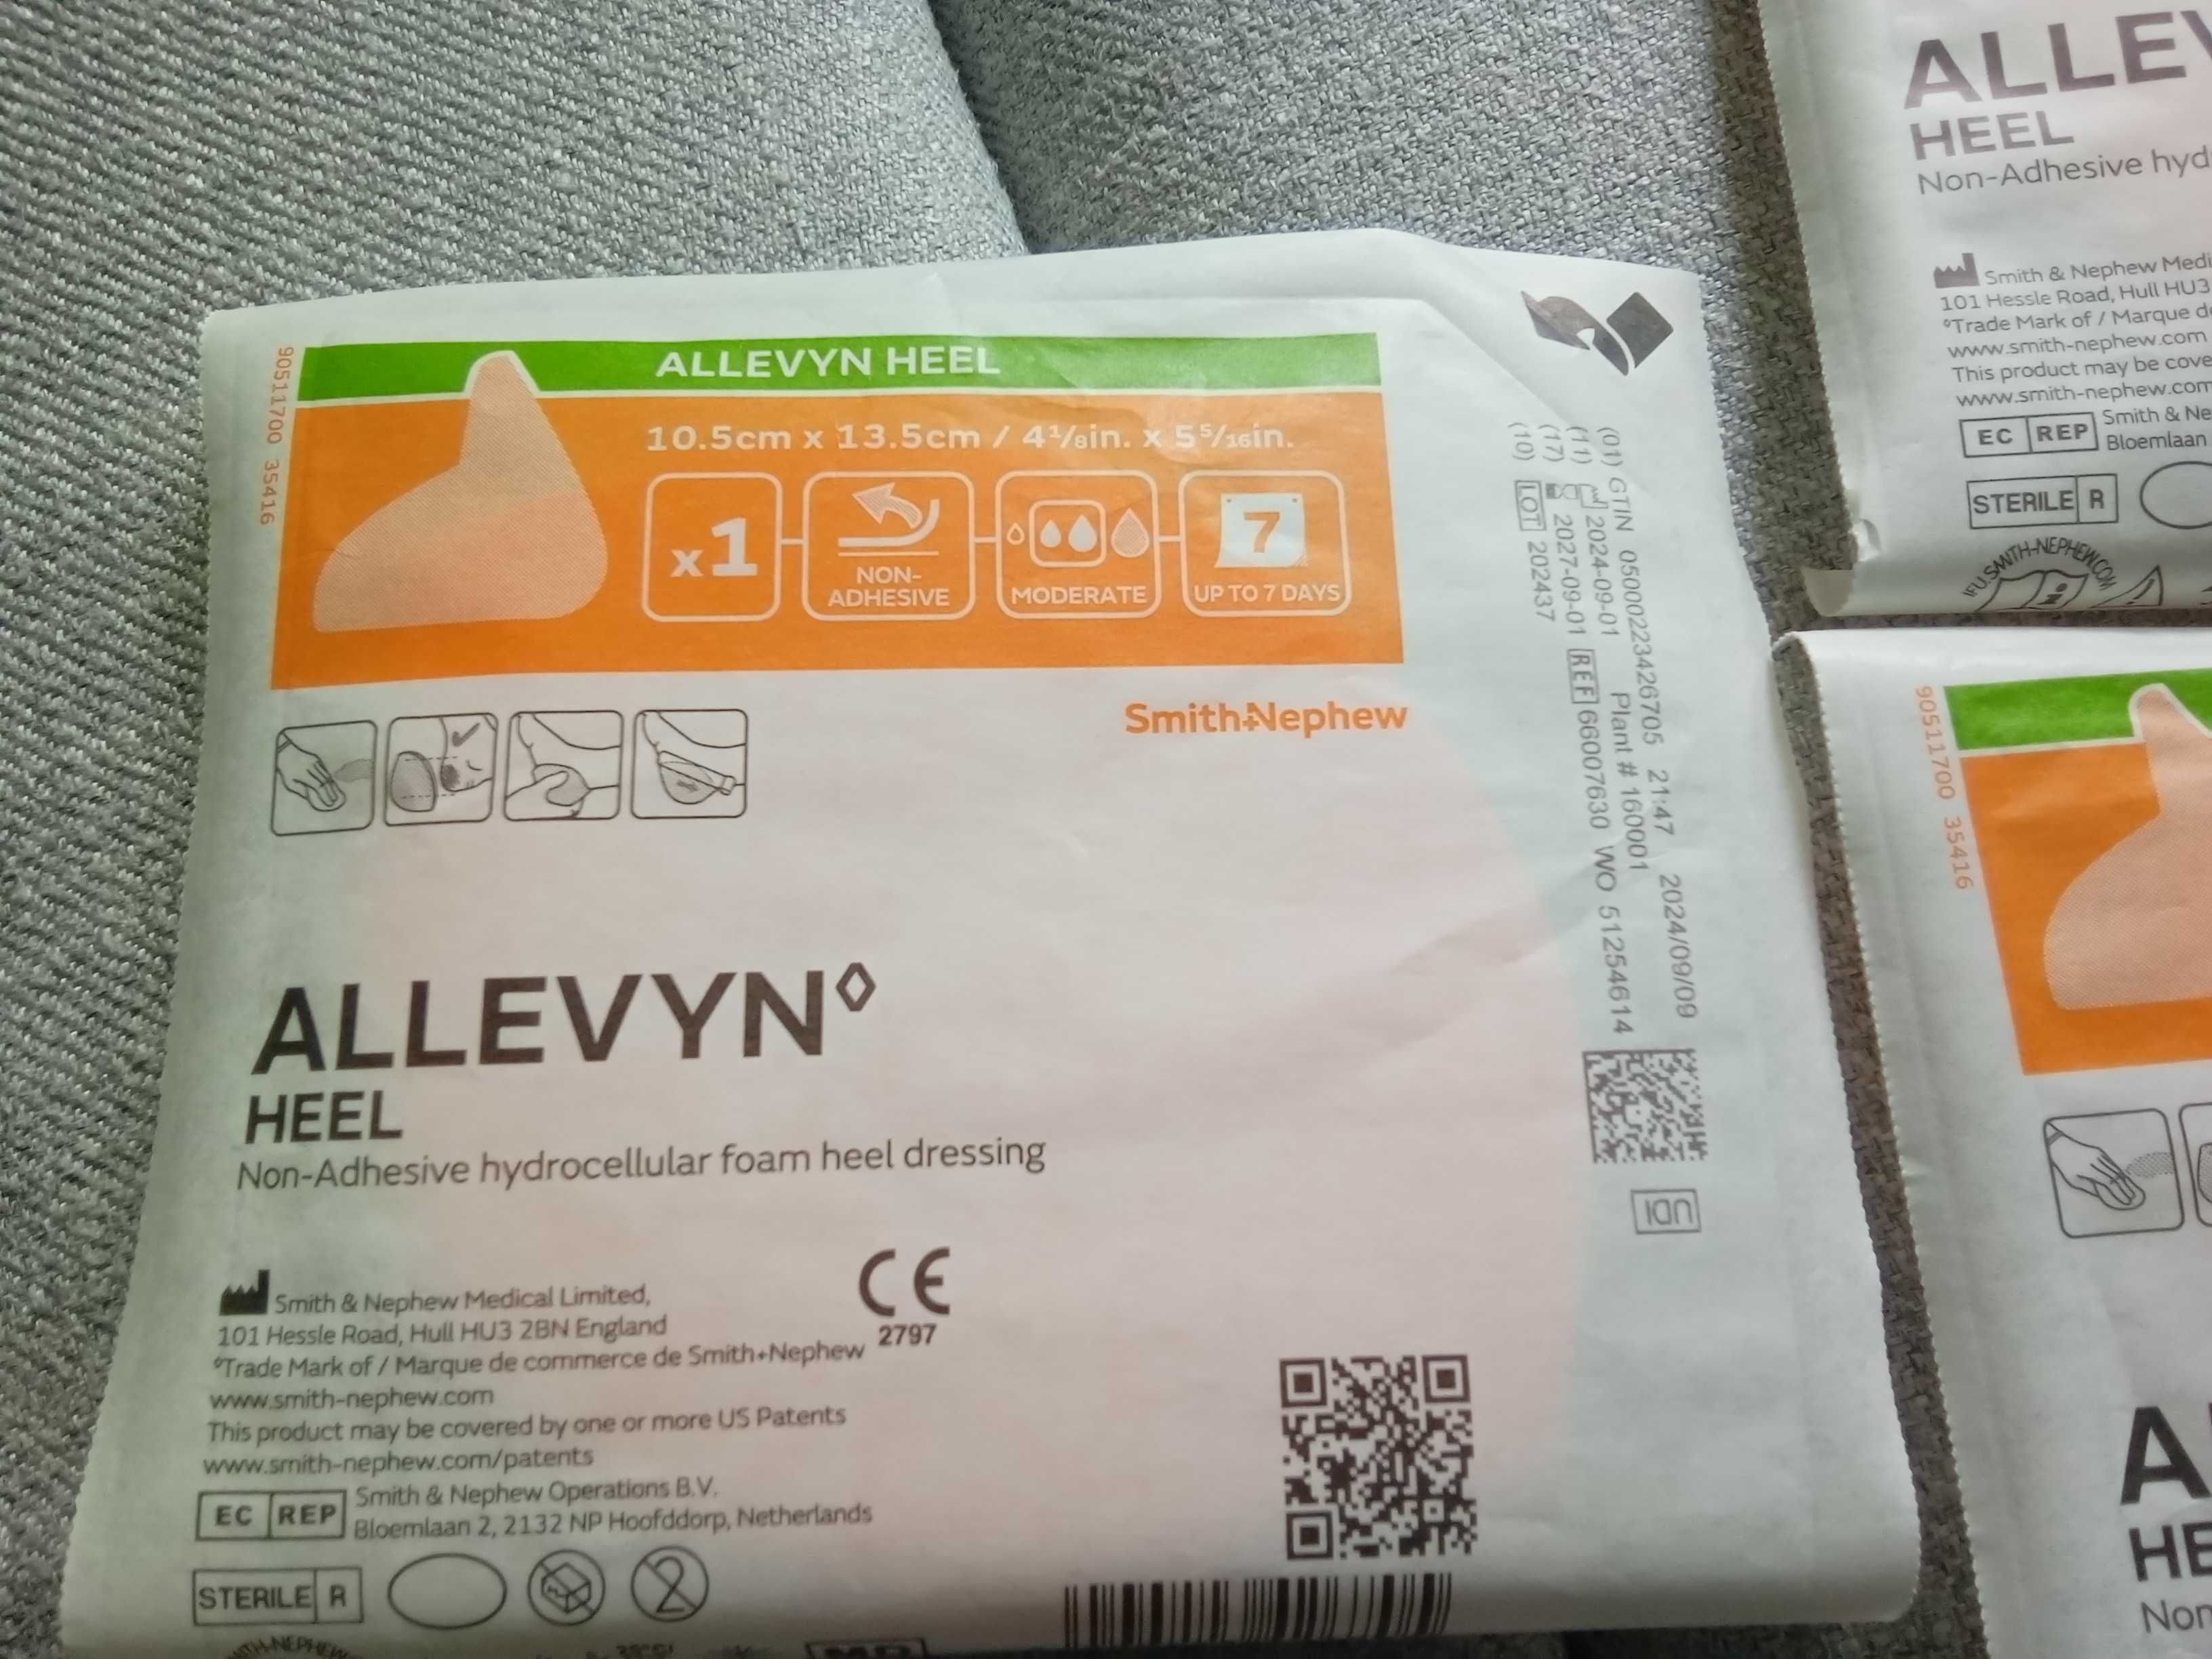 90511700 35416
ALLEVYN HEEL
10.5cm x 13.5cm / 4 1/8in. x 5 5/16in.
x1
NON-
ADHESIVE
MODERATE
7
UP TO 7 DAYS
Smith+Nephew
(01) GTIN 05000223426705 21:47 2024/09/09
(11) 2024-09-01 Plant # 160001
(17) 2027-09-01 REF 66007630 WO 51254614
(10) LOT 202437
UDI
ALLEVYN◊
HEEL
Non-Adhesive hydrocellular foam heel dressing
Smith & Nephew Medical Limited,
101 Hessle Road, Hull HU3 2BN England
◊Trade Mark of / Marque de commerce de Smith+Nephew
www.smith-nephew.com
This product may be covered by one or more US Patents
www.smith-nephew.com/patents
CE
2797
EC REP
Smith & Nephew Operations B.V.
Bloemlaan 2, 2132 NP Hoofddorp, Netherlands
STERILE R
2
ALLEV
HEEL
Non-Adhesive hyd
Smith & Nephew Medi
101 Hessle Road, Hull HU3
◊Trade Mark of / Marque d
www.smith-nephew.com
This product may be cove
www.smith-nephew.com
EC REP
Smith & Ne
Bloemlaan
STERILE R
IFU.SMITH-NEPHEW.COM
90511700 35416
A
HE
Non